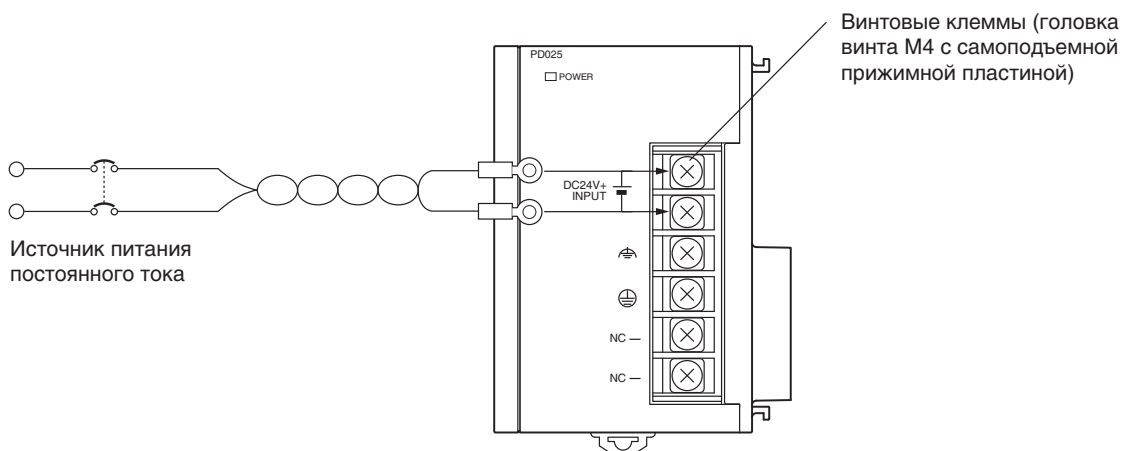 Винтовые клеммы (головка
винта M4 с самоподъемной
прижимной пластиной)
PD025
POWER
DC24V+
INPUT
Источник питания
постоянного тока
NC
NC